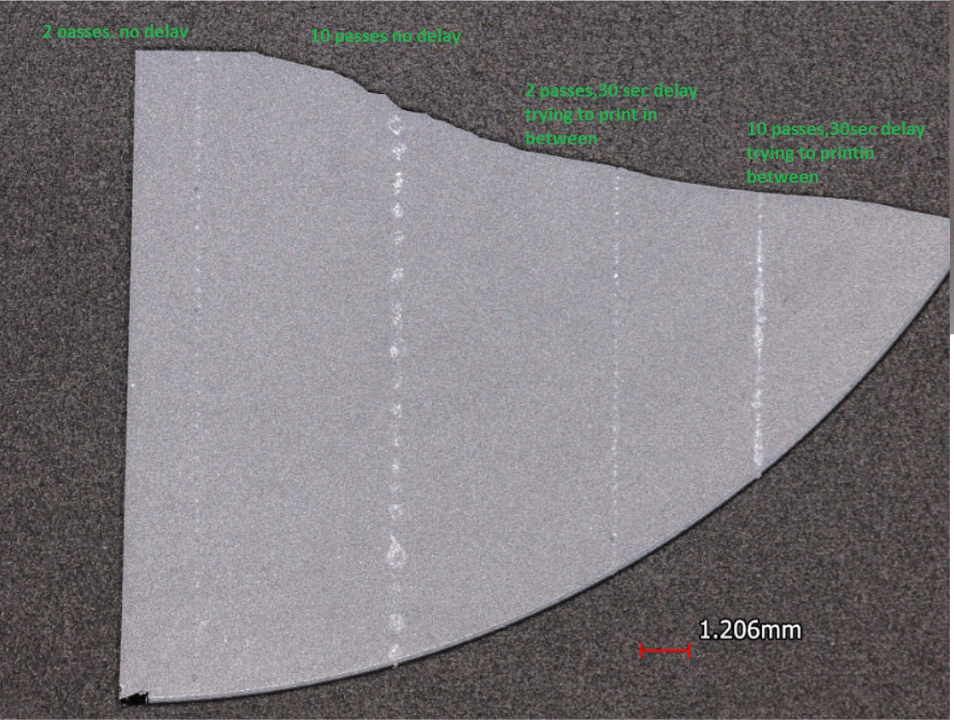 2 passes, no delay
10 passes no delay
2 passes,30 sec delay
trying to print in
between
10 passes,30sec delay
trying to printin
between
1.206mm